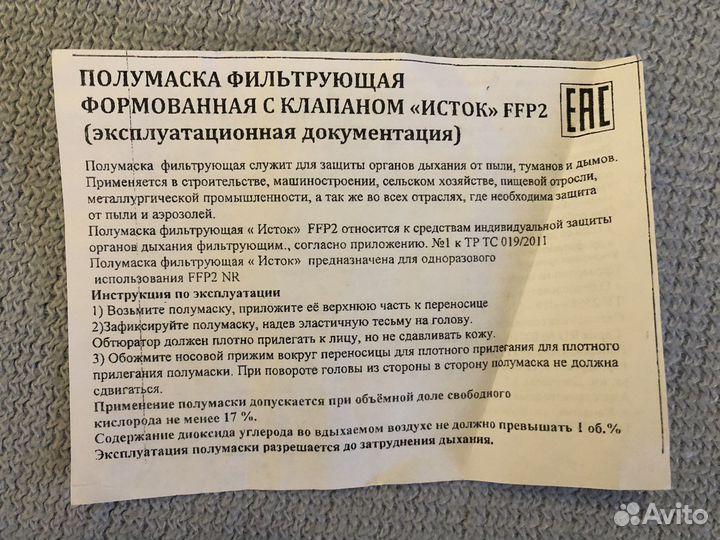 ПОЛУМАСКА ФИЛЬТРУЮЩАЯ
ФОРМОВАННАЯ С КЛАПАНОМ «ИСТОК» FFP2
(эксплуатационная документация)
EAC
Полумаска фильтрующая служит для защиты органов дыхания от пыли, туманов и дымов.
Применяется в строительстве, машиностроении, сельском хозяйстве, пищевой отросли,
металлургической промышленности, а так же во всех отраслях, где необходима защита
от пыли и аэрозолей.
Полумаска фильтрующая « Исток» FFP2 относится к средствам индивидуальной защиты
органов дыхания фильтрующим., согласно приложению. №1 к ТР ТС 019/2011
Полумаска фильтрующая « Исток» предназначена для одноразового
использования FFP2 NR
Инструкция по эксплуатации
1) Возьмите полумаску, приложите её верхнюю часть к переносице
2)Зафиксируйте полумаску, надев эластичную тесьму на голову.
Обтюратор должен плотно прилегать к лицу, но не сдавливать кожу.
3) Обожмите носовой прижим вокруг переносицы для плотного прилегания для плотного
прилегания полумаски. При повороте головы из стороны в сторону полумаска не должна
сдвигаться.
Применение полумаски допускается при объёмной доле свободного
кислорода не менее 17 %.
Содержание диоксида углерода во вдыхаемом воздухе не должно превышать 1 об.%
Эксплуатация полумаски разрешается до затруднения дыхания.
Avito